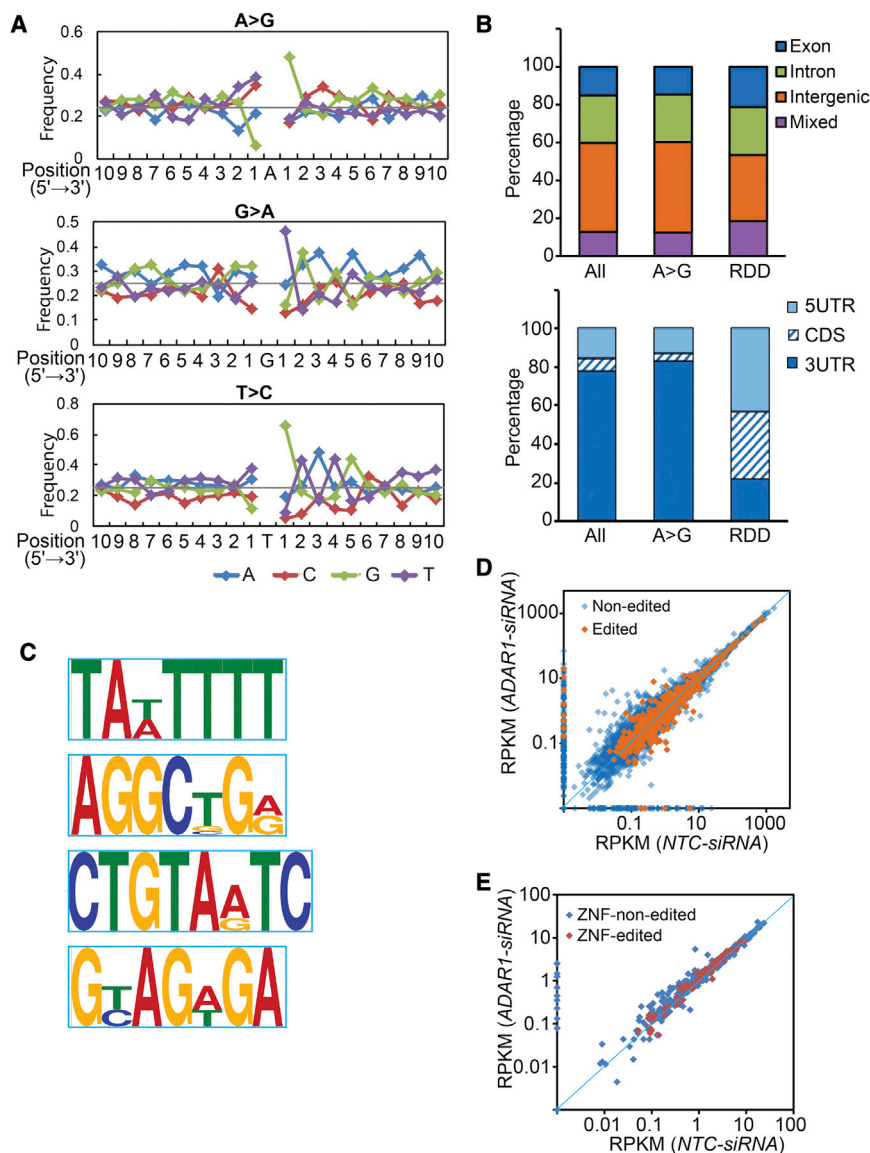 A
A>G
0.6
0.4
0.2
0
Frequency
Position
(5'→3')
10 9 8 7 6 5 4 3 2 1 A 1 2 3 4 5 6 7 8 9 10
G>A
0.5
0.4
0.3
0.2
0.1
0
Frequency
Position
(5'→3')
10 9 8 7 6 5 4 3 2 1 G 1 2 3 4 5 6 7 8 9 10
T>C
0.8
0.6
0.4
0.2
0
Frequency
Position
(5'→3')
10 9 8 7 6 5 4 3 2 1 T 1 2 3 4 5 6 7 8 9 10
A C G T
B
100
80
60
40
20
0
Percentage
All A>G RDD
Exon
Intron
Intergenic
Mixed
100
80
60
40
20
0
Percentage
All A>G RDD
5UTR
CDS
3UTR
C
TATTTTT
A
AGGCTGA
G
CTGTAATC
G
GTAGAGA
C T
D
Non-edited
Edited
1000
10
0.1
RPKM (ADAR1-siRNA)
0.1 10 1000
RPKM (NTC-siRNA)
E
ZNF-non-edited
ZNF-edited
100
10
1
0.1
0.01
RPKM (ADAR1-siRNA)
0.01 0.1 1 10 100
RPKM (NTC-siRNA)